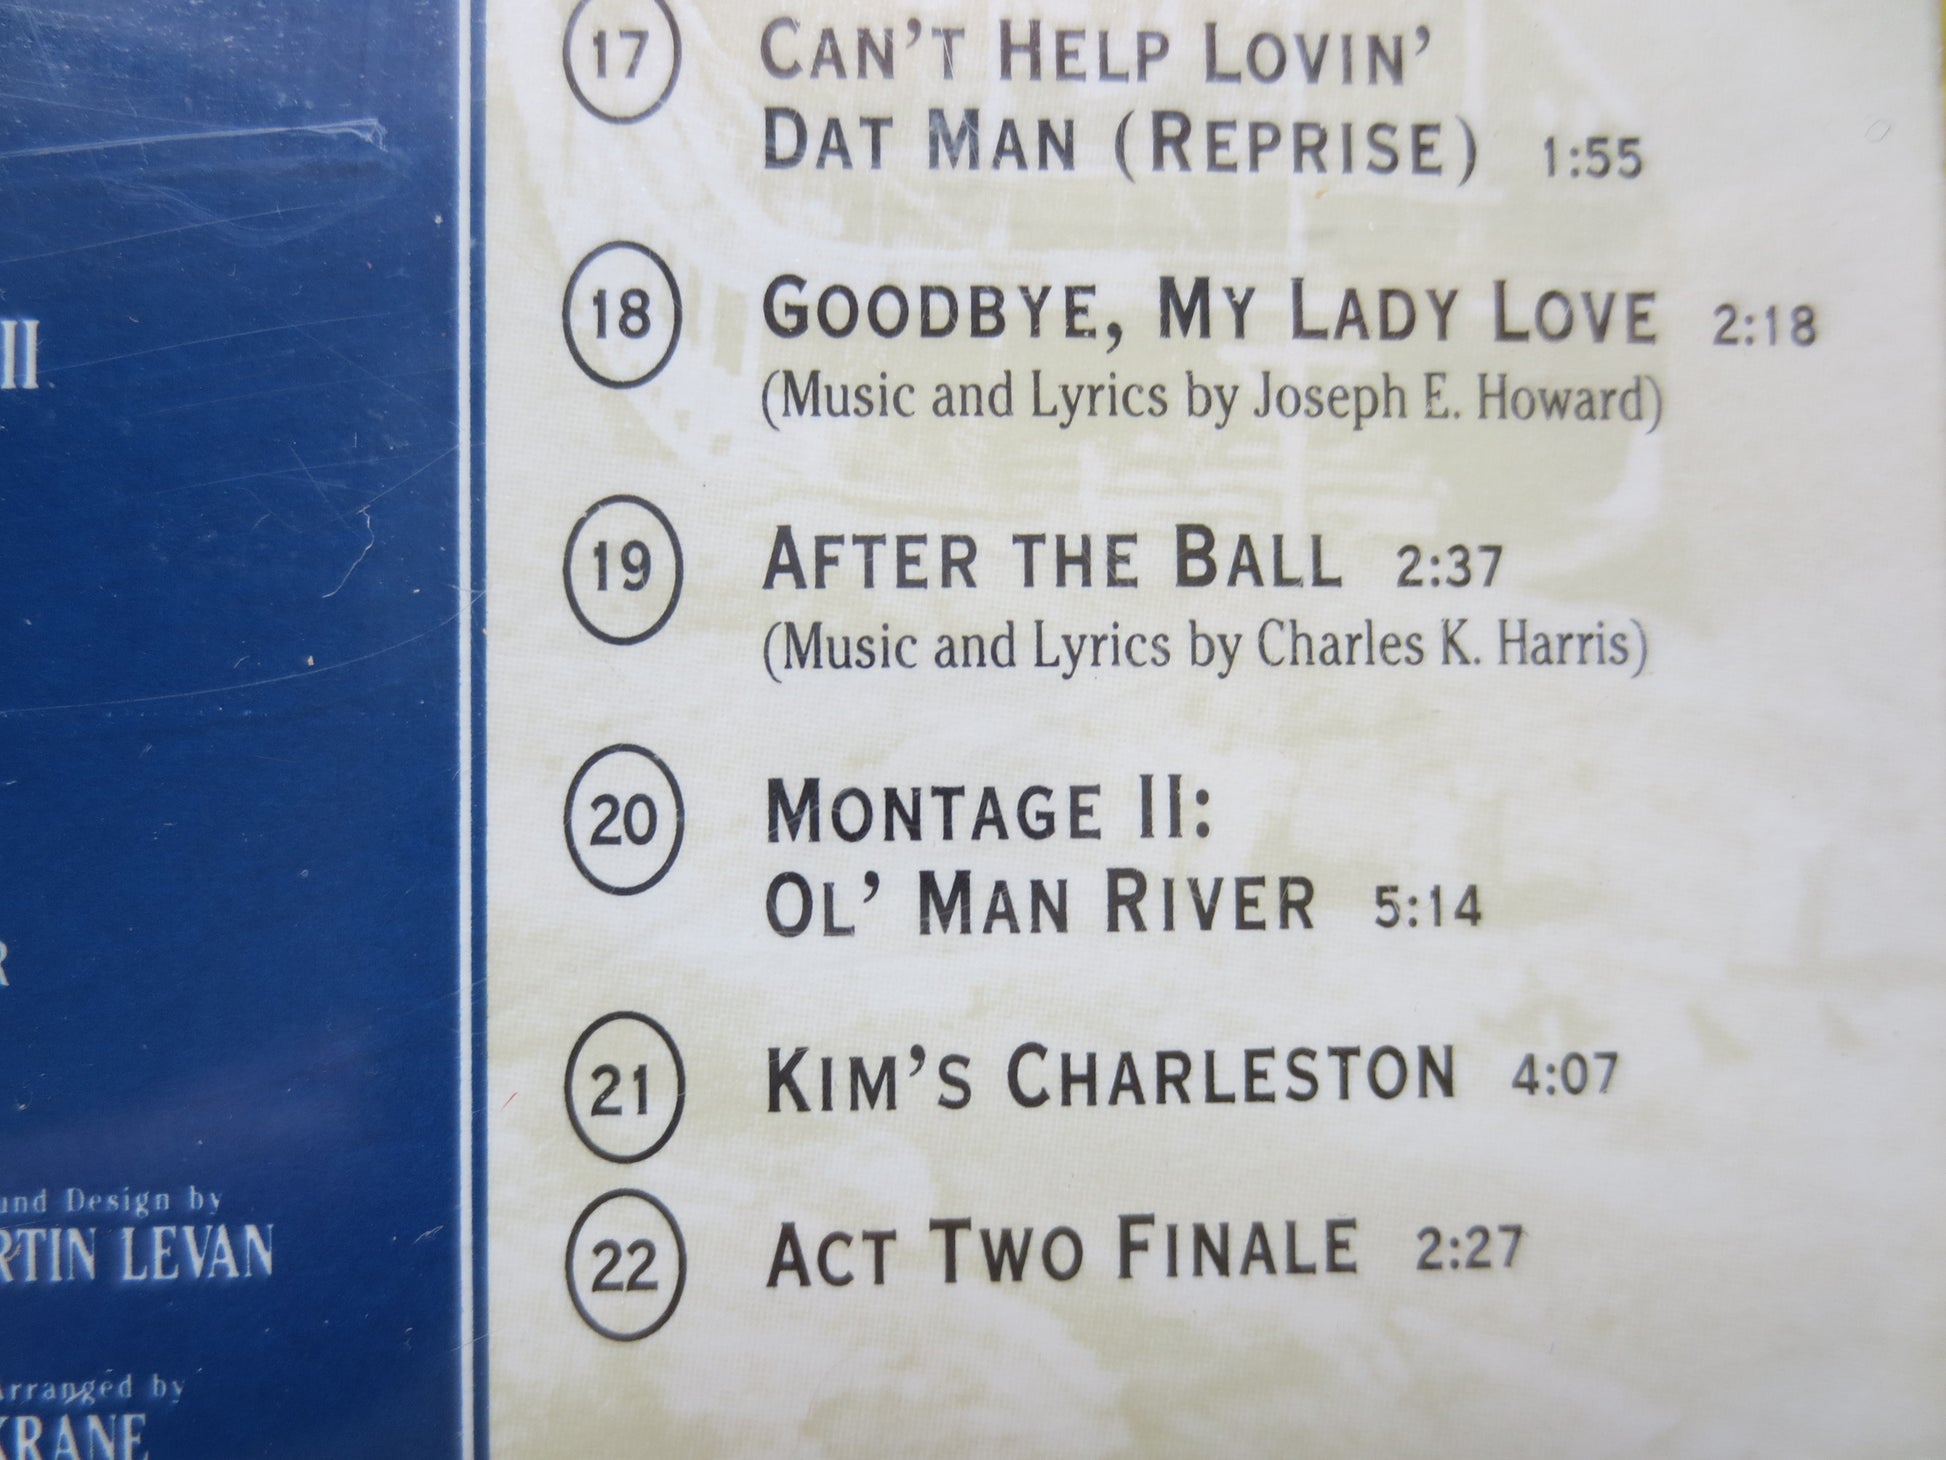 II
R
und Design by
RTIN LEVAN
Arranged by
KRANE
17 CAN'T HELP LOVIN'
DAT MAN (REPRISE) 1:55
18 GOODBYE, MY LADY LOVE 2:18
(Music and Lyrics by Joseph E. Howard)
19 AFTER THE BALL 2:37
(Music and Lyrics by Charles K. Harris)
20 MONTAGE II:
OL' MAN RIVER 5:14
21 KIM'S CHARLESTON 4:07
22 ACT TWO FINALE 2:27